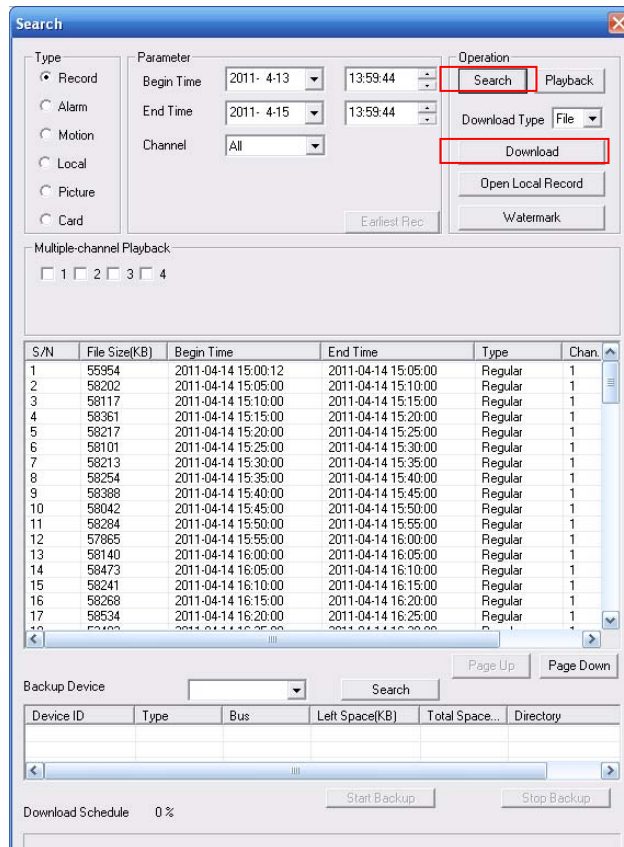 Search
Type
Record
Alarm
Motion
Local
Picture
Card
Parameter
Begin Time 2011- 4-13 13:59:44
End Time 2011- 4-15 13:59:44
Channel All
Earliest Rec
Operation
Search Playback
Download Type File
Download
Open Local Record
Watermark
Multiple-channel Playback
1 2 3 4
S/N File Size(KB) Begin Time End Time Type Chan.
1 55954 2011-04-14 15:00:12 2011-04-14 15:05:00 Regular 1
2 58202 2011-04-14 15:05:00 2011-04-14 15:10:00 Regular 1
3 58117 2011-04-14 15:10:00 2011-04-14 15:15:00 Regular 1
4 58361 2011-04-14 15:15:00 2011-04-14 15:20:00 Regular 1
5 58217 2011-04-14 15:20:00 2011-04-14 15:25:00 Regular 1
6 58101 2011-04-14 15:25:00 2011-04-14 15:30:00 Regular 1
7 58213 2011-04-14 15:30:00 2011-04-14 15:35:00 Regular 1
8 58254 2011-04-14 15:35:00 2011-04-14 15:40:00 Regular 1
9 58388 2011-04-14 15:40:00 2011-04-14 15:45:00 Regular 1
10 58042 2011-04-14 15:45:00 2011-04-14 15:50:00 Regular 1
11 58284 2011-04-14 15:50:00 2011-04-14 15:55:00 Regular 1
12 57865 2011-04-14 15:55:00 2011-04-14 16:00:00 Regular 1
13 58140 2011-04-14 16:00:00 2011-04-14 16:05:00 Regular 1
14 58473 2011-04-14 16:05:00 2011-04-14 16:10:00 Regular 1
15 58241 2011-04-14 16:10:00 2011-04-14 16:15:00 Regular 1
16 58268 2011-04-14 16:15:00 2011-04-14 16:20:00 Regular 1
17 58534 2011-04-14 16:20:00 2011-04-14 16:25:00 Regular 1
Page Up Page Down
Backup Device Search
Device ID Type Bus Left Space(KB) Total Space... Directory
Start Backup Stop Backup
Download Schedule 0 %